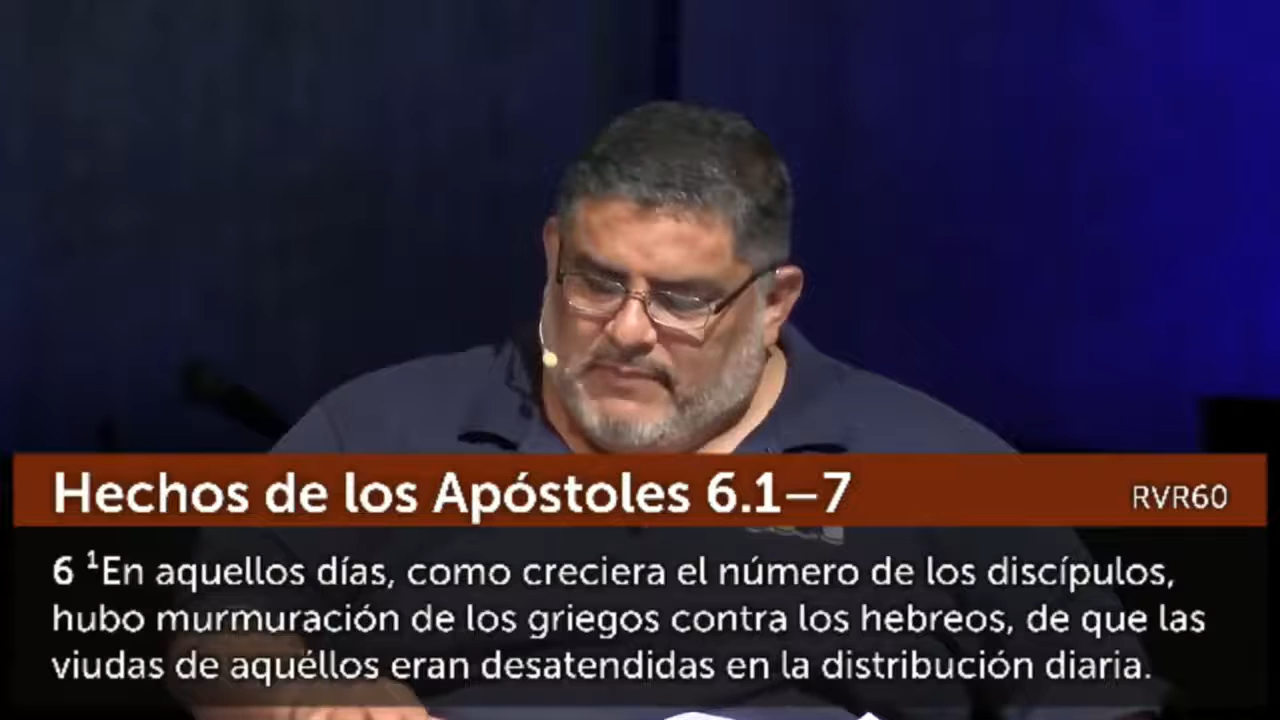 Hechos de los Apóstoles 6.1–7
RVR60
6 ¹En aquellos días, como creciera el número de los discípulos,
hubo murmuración de los griegos contra los hebreos, de que las
viudas de aquéllos eran desatendidas en la distribución diaria.